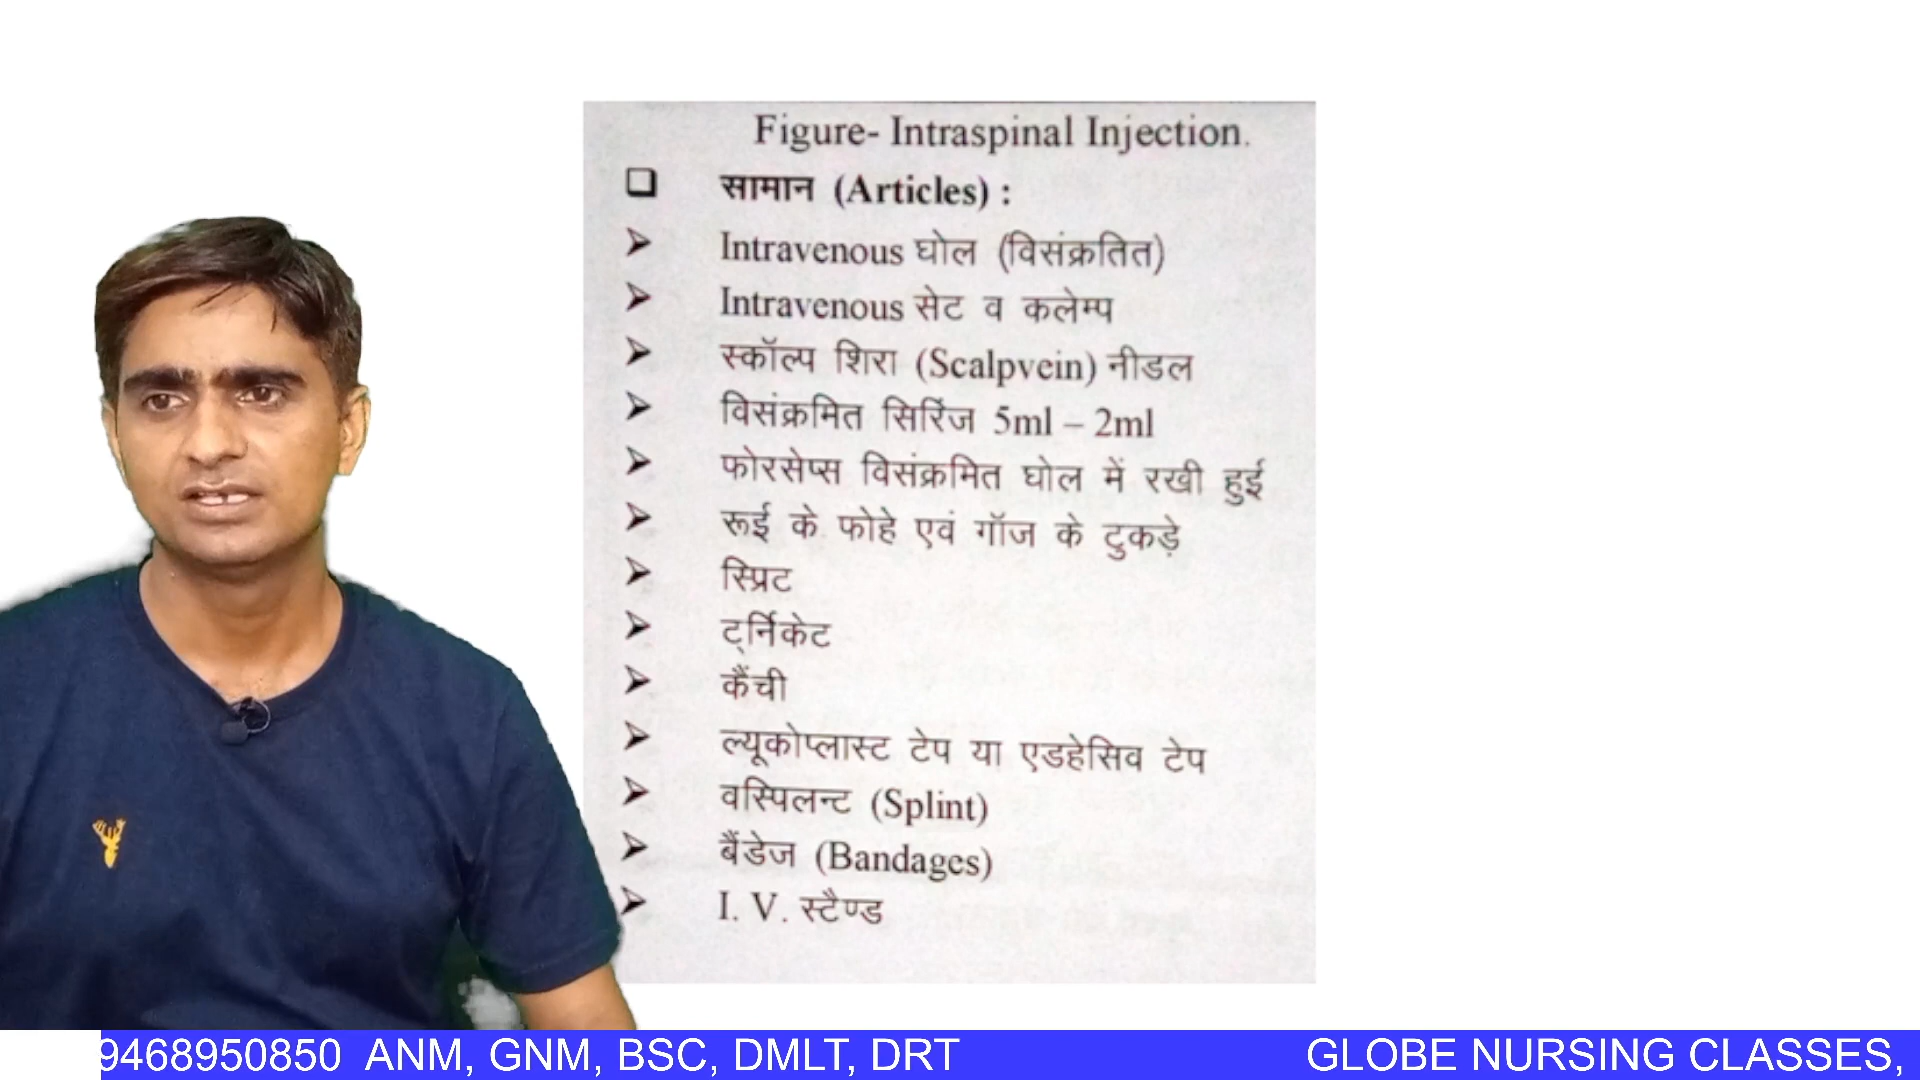 Figure- Intraspinal Injection.
❑ सामान (Articles) :
➤ Intravenous घोल (विसंक्रतित)
➤ Intravenous सेट व कलेम्प
➤ स्कॉल्प शिरा (Scalpvein) नीडल
➤ विसंक्रमित सिरिंज 5ml – 2ml
➤ फोरसेप्स विसंक्रमित घोल में रखी हुई
➤ रूई के फोहे एवं गॉज के टुकड़े
➤ स्प्रिट
➤ ट्र्निकेट
➤ कैंची
➤ ल्यूकोप्लास्ट टेप या एडहेसिव टेप
➤ वस्पिलन्ट (Splint)
➤ बैंडेज (Bandages)
➤ I. V. स्टैण्ड
9468950850 ANM, GNM, BSC, DMLT, DRT GLOBE NURSING CLASSES,